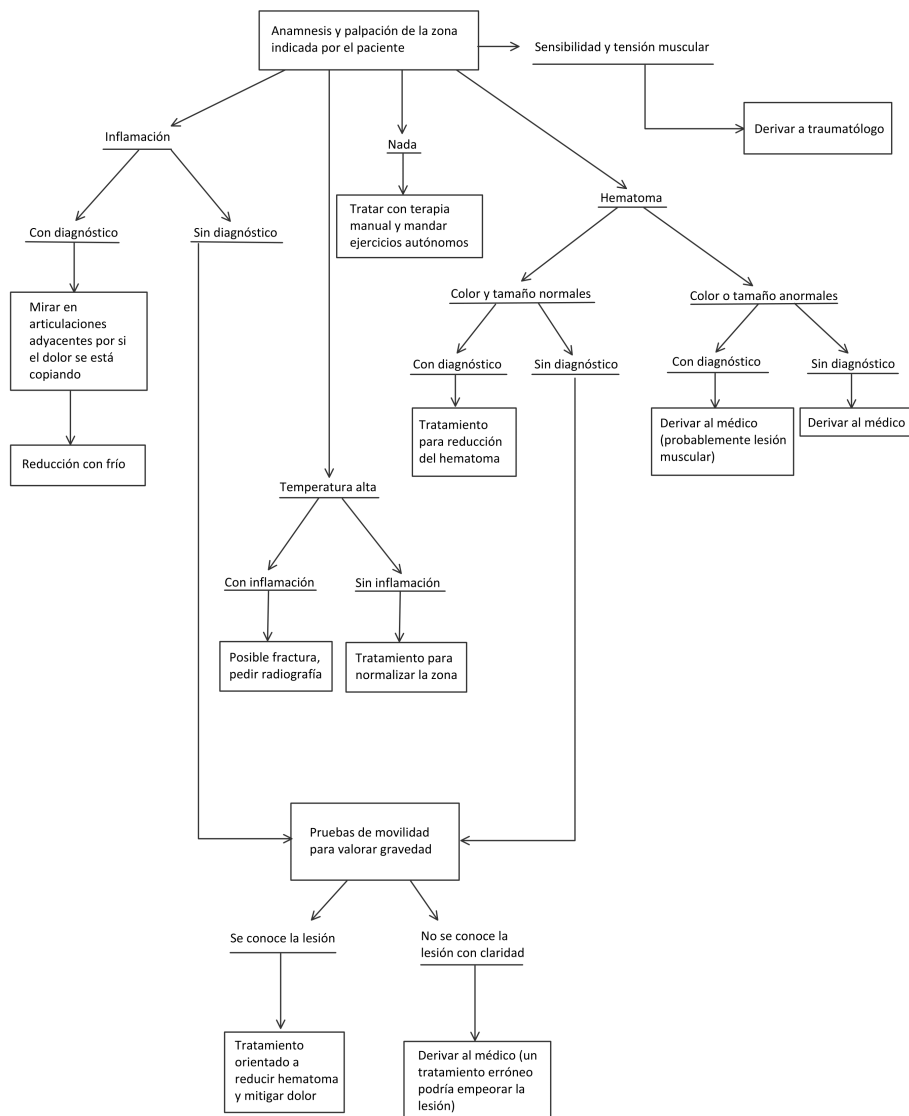 Anamnesis y palpación de la zona
indicada por el paciente
Sensibilidad y tensión muscular
Derivar a traumatólogo
Inflamación
Nada
Tratar con terapia
manual y mandar
ejercicios autónomos
Hematoma
Con diagnóstico
Sin diagnóstico
Mirar en
articulaciones
adyacentes por si
el dolor se está
copiando
Reducción con frío
Color y tamaño normales
Color o tamaño anormales
Con diagnóstico
Sin diagnóstico
Con diagnóstico
Sin diagnóstico
Tratamiento
para reducción
del hematoma
Derivar al médico
(probablemente lesión
muscular)
Derivar al médico
Temperatura alta
Con inflamación
Sin inflamación
Posible fractura,
pedir radiografía
Tratamiento para
normalizar la zona
Pruebas de movilidad
para valorar gravedad
Se conoce la lesión
No se conoce la
lesión con claridad
Tratamiento
orientado a
reducir hematoma
y mitigar dolor
Derivar al médico (un
tratamiento erróneo
podría empeorar la
lesión)